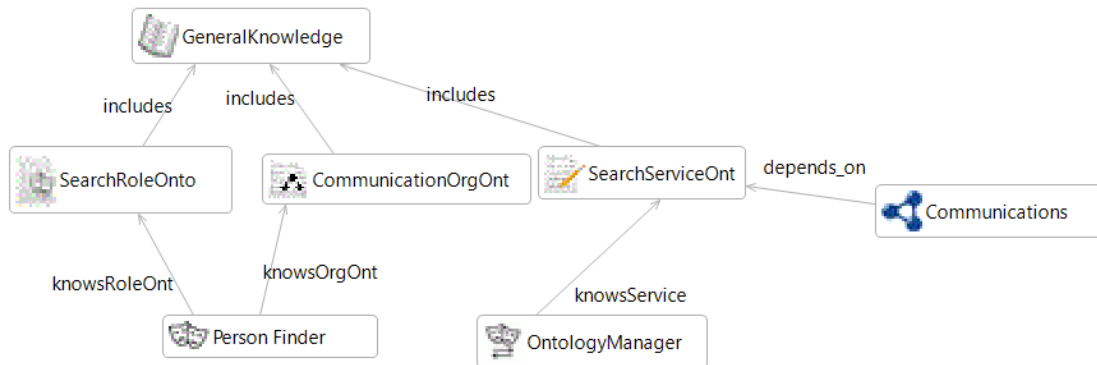 GeneralKnowledge
includes
includes
includes
SearchRoleOnto
CommunicationOrgOnt
SearchServiceOnt
depends_on
Communications
knowsRoleOnt
knowsOrgOnt
knowsService
Person Finder
OntologyManager